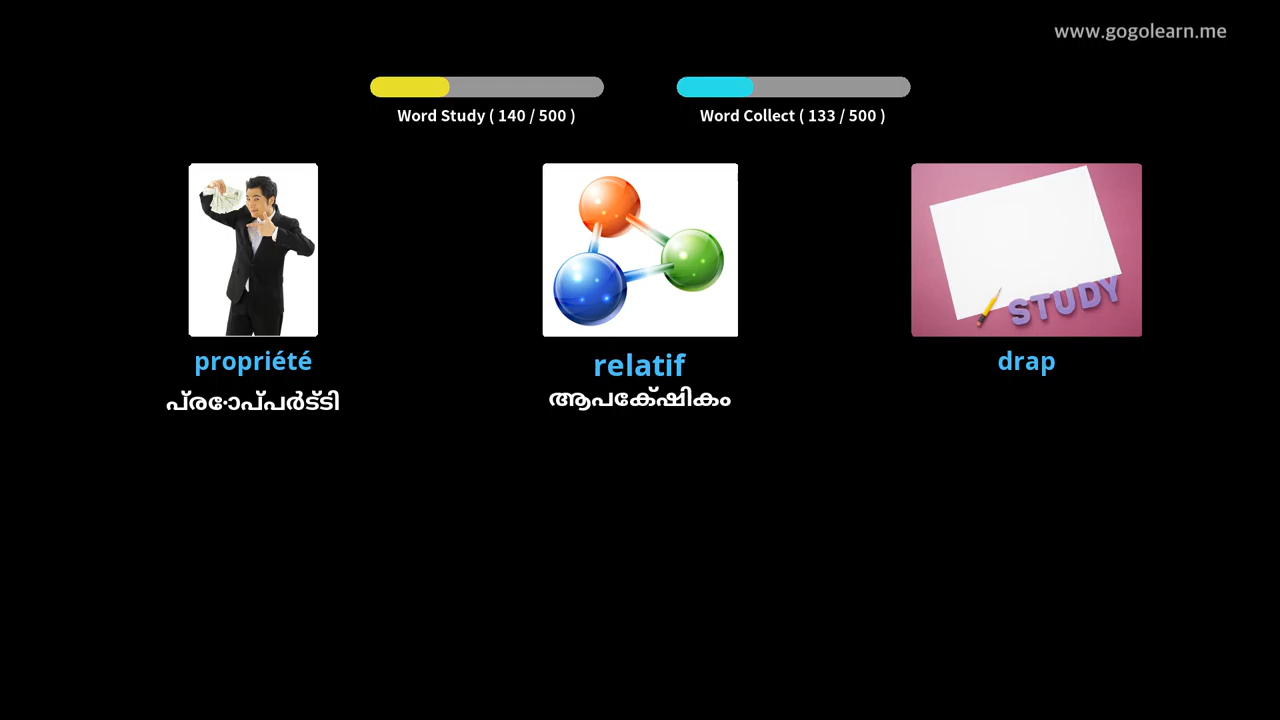 www.gogolearn.me
Word Study ( 140 / 500 )
Word Collect ( 133 / 500 )
STUDY
propriété
relatif
drap
പ്രോപ്പർട്ടി
ആപേക്ഷികം